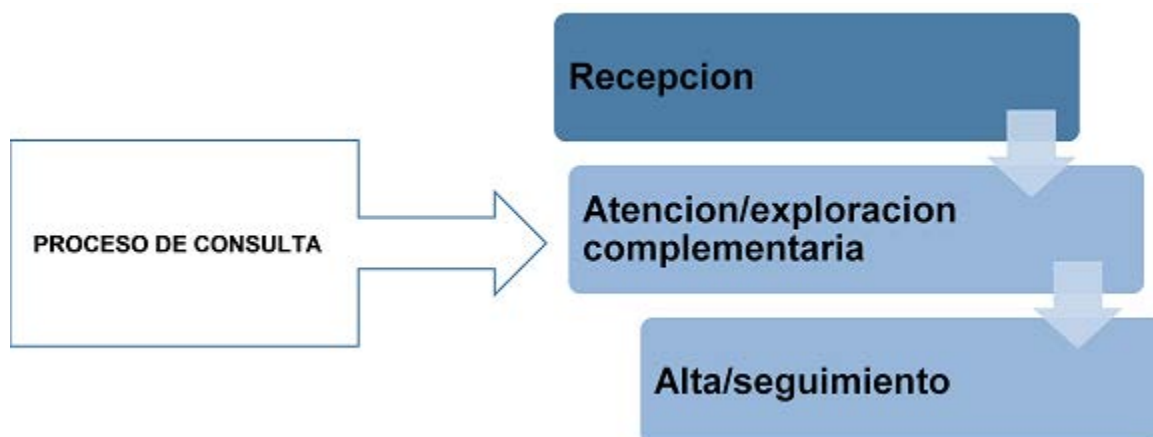 Recepcion
PROCESO DE CONSULTA
Atencion/exploracion
complementaria
Alta/seguimiento